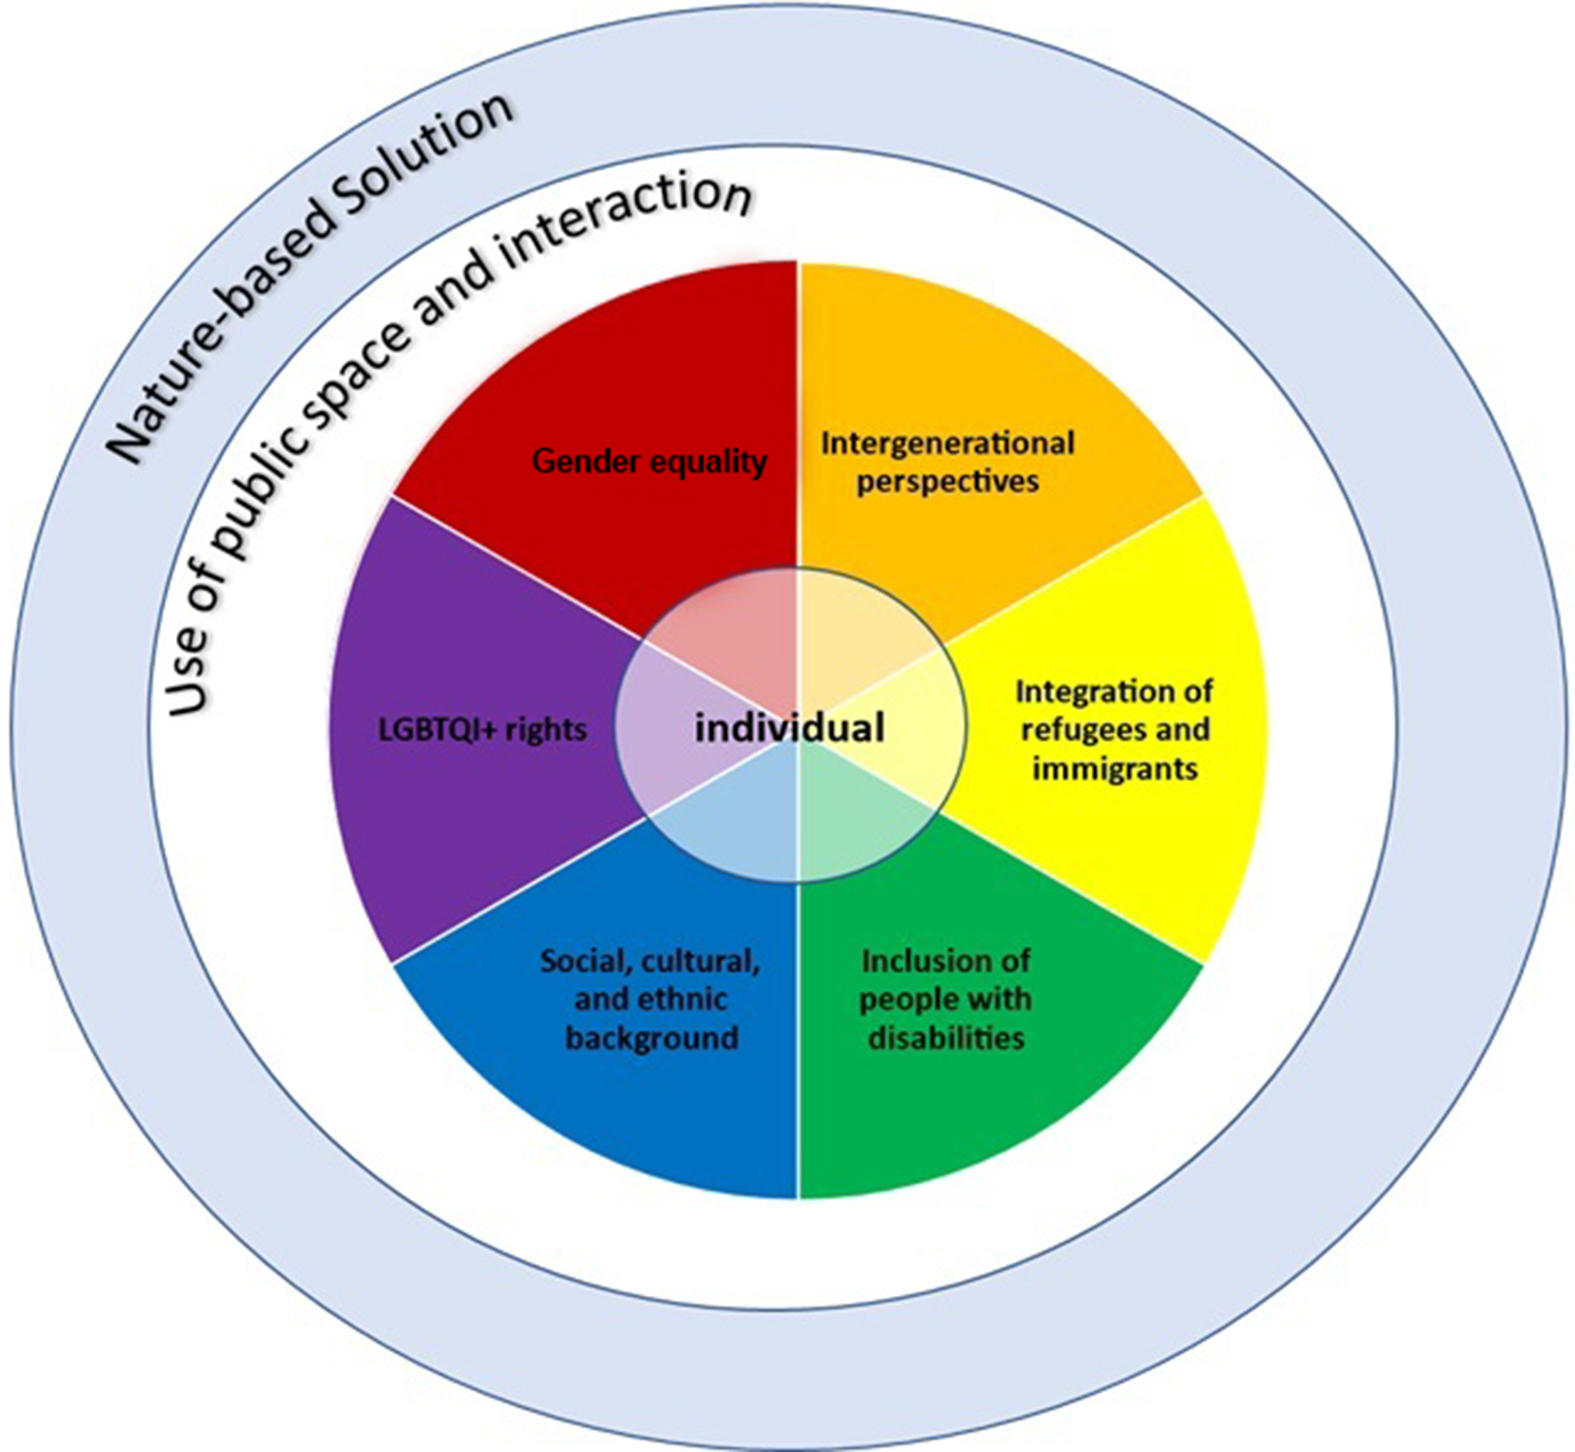 Nature-based Solution
Use of public space and interaction
Gender equality
Intergenerational
perspectives
LGBTQI+ rights
individual
Integration of
refugees and
immigrants
Social, cultural,
and ethnic
background
Inclusion of
people with
disabilities